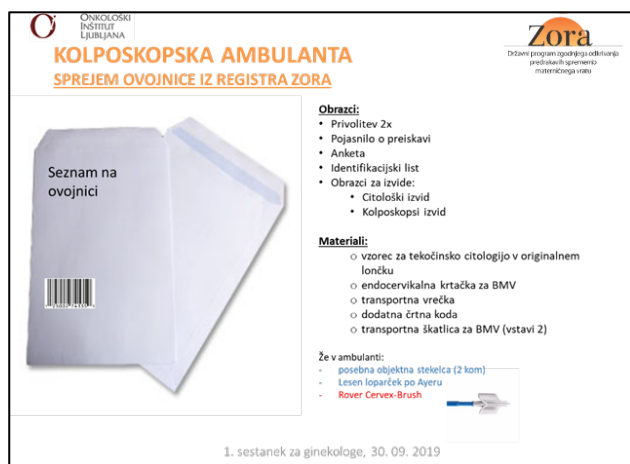 ONKOLOŠKI
INŠTITUT
LJUBLJANA
Zora
Državni program zgodnjega odkrivanja
predrakavih sprememb
materničnega vratu
KOLPOSKOPSKA AMBULANTA
SPREJEM OVOJNICE IZ REGISTRA ZORA
Seznam na
ovojnici
Obrazci:
• Privolitev 2x
• Pojasnilo o preiskavi
• Anketa
• Identifikacijski list
• Obrazci za izvide:
• Citološki izvid
• Kolposkopsi izvid
Materiali:
o vzorec za tekočinsko citologijo v originalnem
lončku
o endocervikalna krtačka za BMV
o transportna vrečka
o dodatna črtna koda
o transportna škatlica za BMV (vstavi 2)
Že v ambulanti:
- posebna objektna stekelca (2 kom)
- Lesen loparček po Ayeru
- Rover Cervex-Brush
1. sestanek za ginekologe, 30. 09. 2019